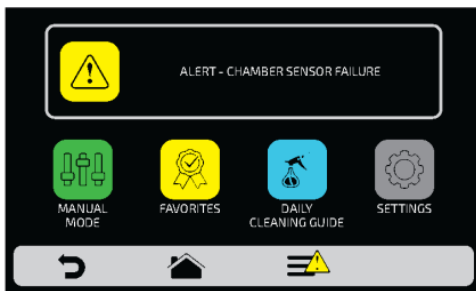 ALERT - CHAMBER SENSOR FAILURE
MANUAL
MODE
FAVORITES
DAILY
CLEANING GUIDE
SETTINGS